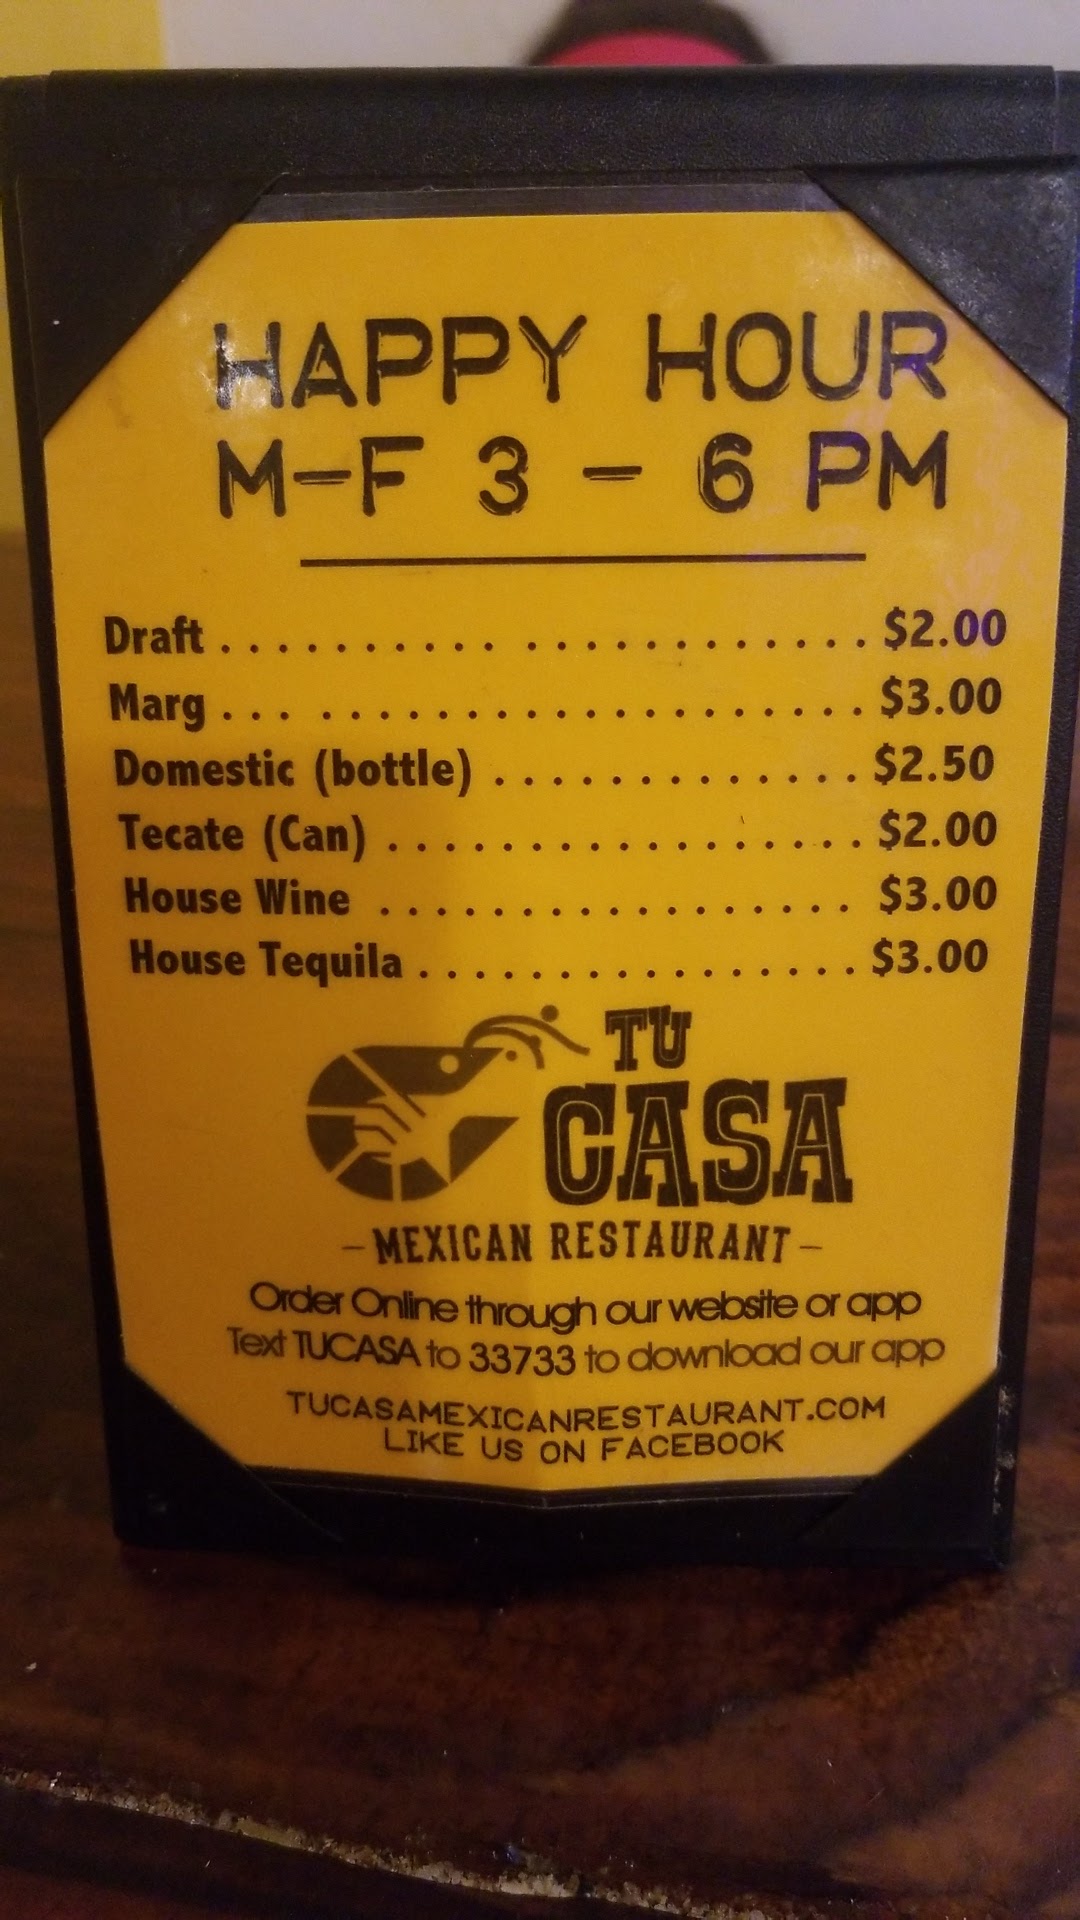 HAPPY HOUR
M-F 3 - 6 PM
Draft . . . . . . . . . . . . . . . . . . . . . . $2.00
Marg . . . . . . . . . . . . . . . . . . . . . . $3.00
Domestic (bottle) . . . . . . . . . . . . . $2.50
Tecate (Can) . . . . . . . . . . . . . . . . . $2.00
House Wine . . . . . . . . . . . . . . . . . $3.00
House Tequila . . . . . . . . . . . . . . . . $3.00
TU
CASA
- MEXICAN RESTAURANT -
Order Online through our website or app
Text TUCASA to 33733 to download our app
TUCASAMEXICANRESTAURANT.COM
LIKE US ON FACEBOOK